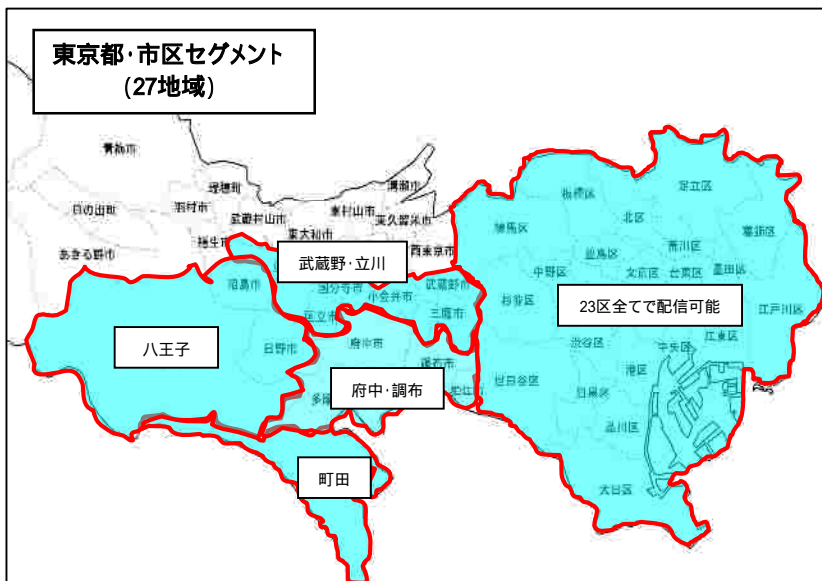 東京都・市区セグメント
(27地域)
青梅市
瑞穂町
清瀬市
日の出町
羽村市
武蔵村山市
東村山市
東久留米市
東大和市
福生市
西東京市
あきる野市
武蔵野・立川
昭島市
国分寺市
小金井市
武蔵野市
国立市
三鷹市
八王子
日野市
府中市
調布市
府中・調布
狛江市
町田
板橋区
足立区
北区
練馬区
葛飾区
豊島区
荒川区
中野区
文京区
台東区
墨田区
杉並区
23区全てで配信可能
江戸川区
渋谷区
中央区
江東区
港区
世田谷区
目黒区
品川区
大田区